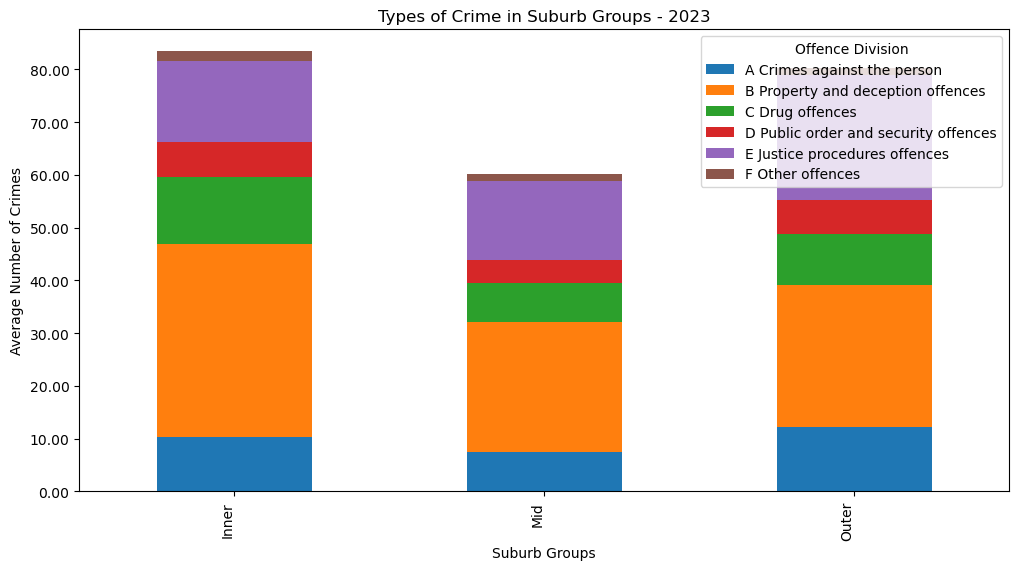 Types of Crime in Suburb Groups - 2023
Offence Division
A Crimes against the person
B Property and deception offences
C Drug offences
D Public order and security offences
E Justice procedures offences
F Other offences
Average Number of Crimes
80.00
70.00
60.00
50.00
40.00
30.00
20.00
10.00
0.00
Inner
Mid
Outer
Suburb Groups